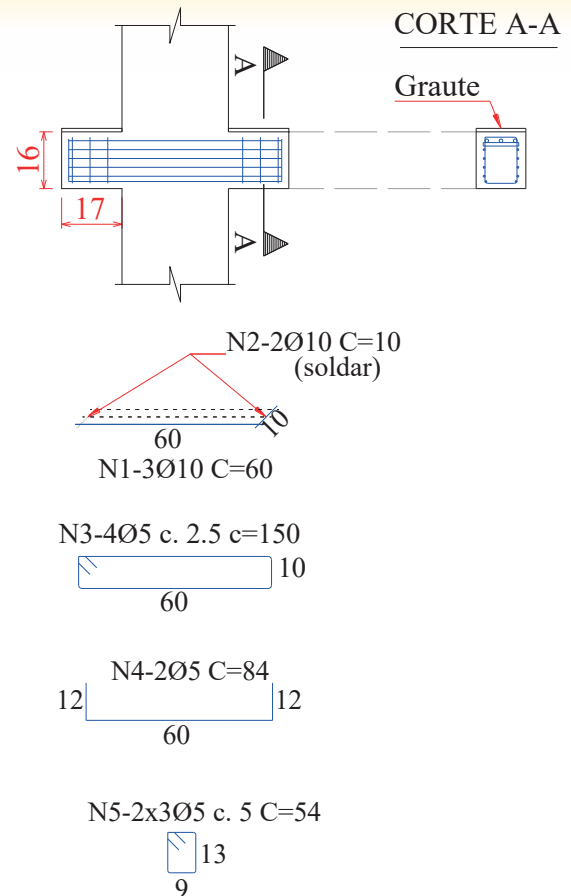 CORTE A-A
A
Graute
16
17
A
N2-2Ø10 C=10
(soldar)
10
60
N1-3Ø10 C=60
N3-4Ø5 c. 2.5 c=150
10
60
N4-2Ø5 C=84
12
12
60
N5-2x3Ø5 c. 5 C=54
13
9